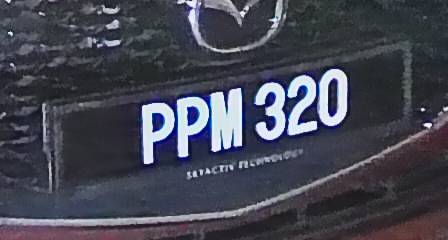 PPM 320
SKYACTIV TECHNOLOGY